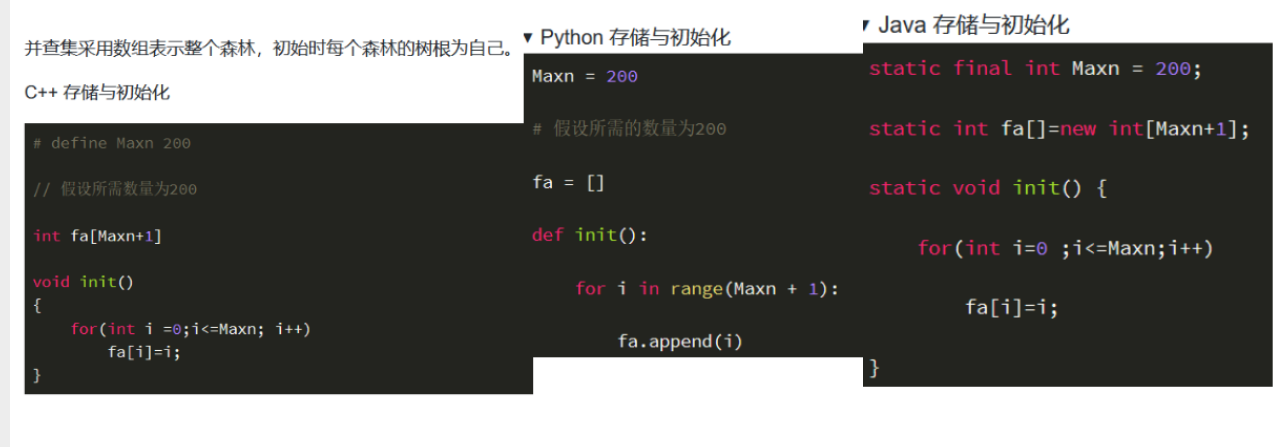 并查集采用数组表示整个森林，初始时每个森林的树根为自己。
C++ 存储与初始化
# define Maxn 200
// 假设所需数量为200
int fa[Maxn+1]
void init()
{
    for(int i =0;i<=Maxn; i++)
        fa[i]=i;
}
▼ Python 存储与初始化
Maxn = 200
# 假设所需的数量为200
fa = []
def init():
    for i in range(Maxn + 1):
        fa.append(i)
▼ Java 存储与初始化
static final int Maxn = 200;
static int fa[]=new int[Maxn+1];
static void init() {
    for(int i=0 ;i<=Maxn;i++)
        fa[i]=i;
}